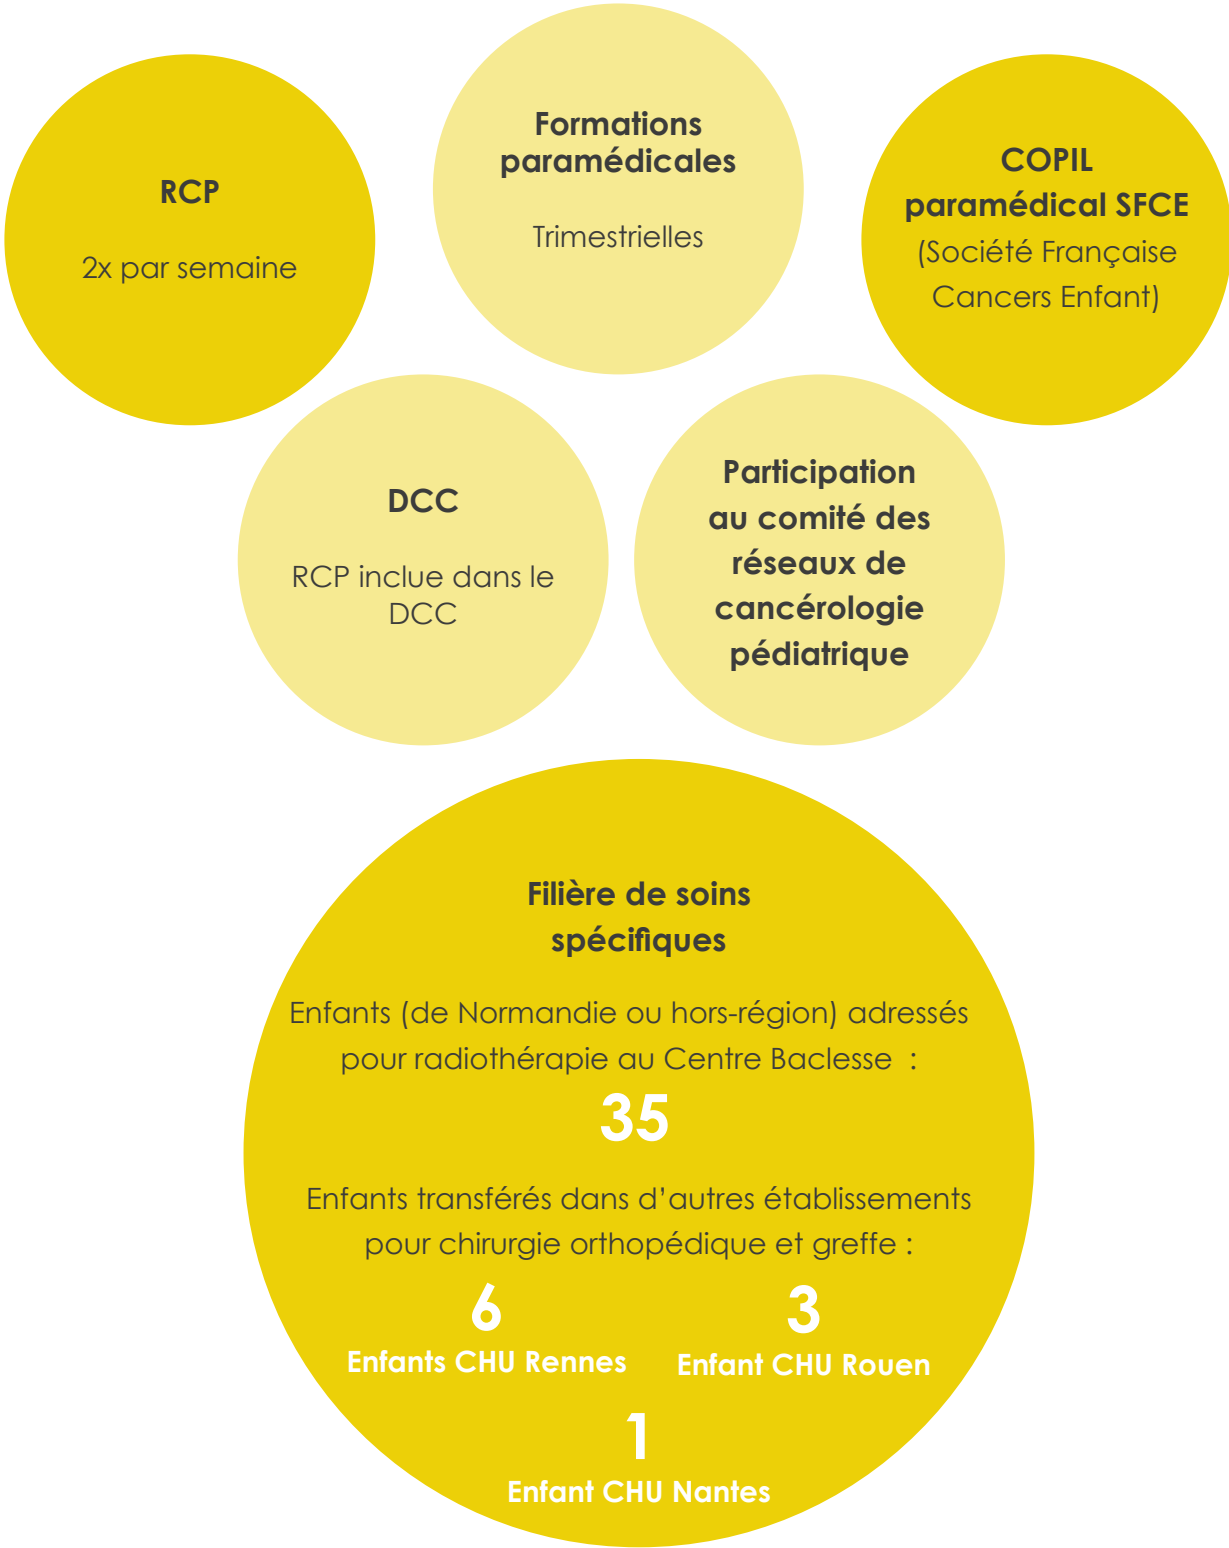 RCP
2x par semaine
Formations
paramédicales
Trimestrielles
COPIL
paramédical SFCE
(Société Française
Cancers Enfant)
DCC
RCP inclue dans le
DCC
Participation
au comité des
réseaux de
cancérologie
pédiatrique
Filière de soins
spécifiques
Enfants (de Normandie ou hors-région) adressés
pour radiothérapie au Centre Baclesse :
35
Enfants transférés dans d’autres établissements
pour chirurgie orthopédique et greffe :
6
Enfants CHU Rennes
3
Enfant CHU Rouen
1
Enfant CHU Nantes